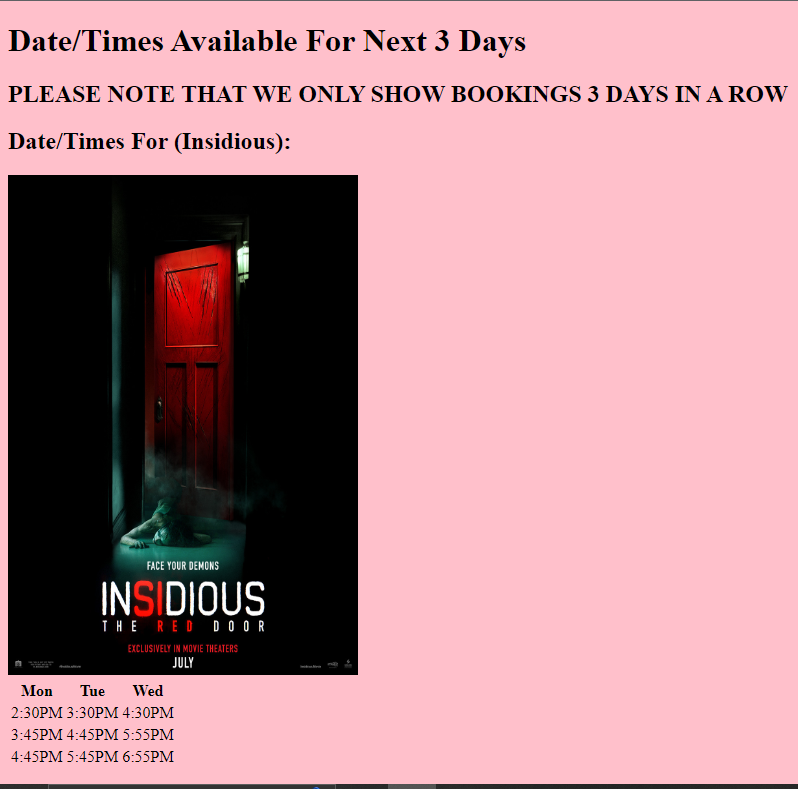 Date/Times Available For Next 3 Days
PLEASE NOTE THAT WE ONLY SHOW BOOKINGS 3 DAYS IN A ROW
Date/Times For (Insidious):
FACE YOUR DEMONS
INSIDIOUS
THE RED DOOR
EXCLUSIVELY IN MOVIE THEATERS
JULY
Mon Tue Wed
2:30PM 3:30PM 4:30PM
3:45PM 4:45PM 5:55PM
4:45PM 5:45PM 6:55PM